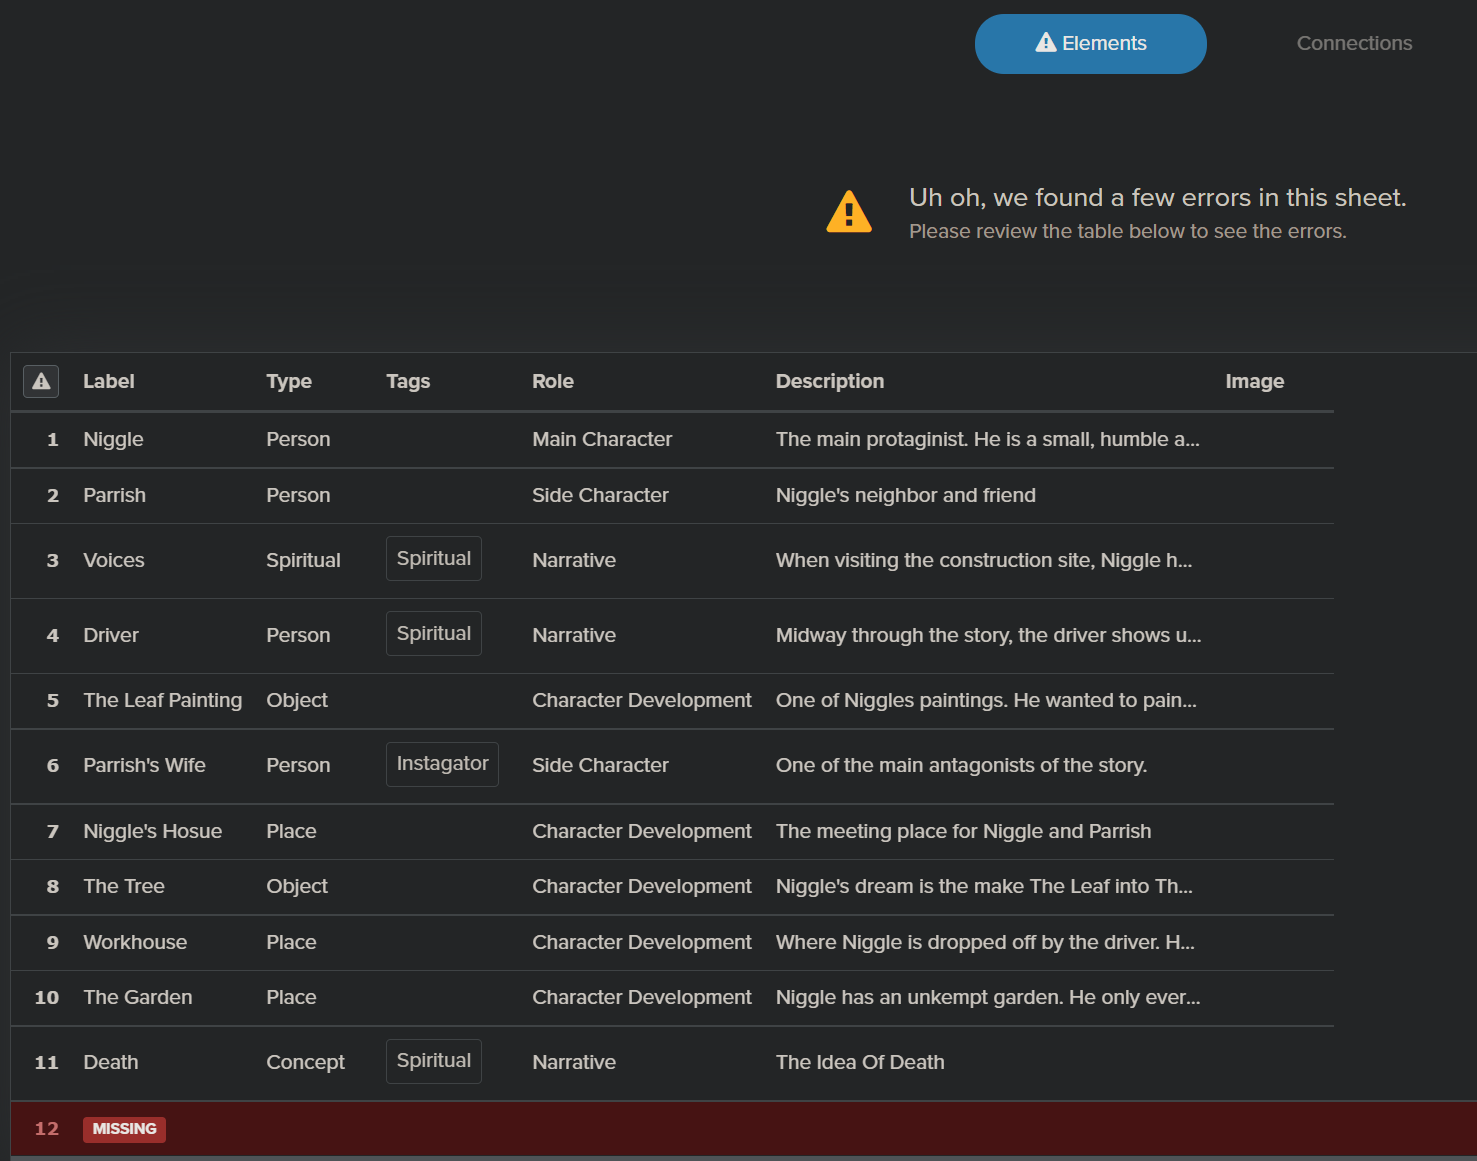 Elements
Connections
Uh oh, we found a few errors in this sheet.
Please review the table below to see the errors.
Label Type Tags Role Description Image
1 Niggle Person Main Character The main protaginist. He is a small, humble a...
2 Parrish Person Side Character Niggle's neighbor and friend
3 Voices Spiritual Spiritual Narrative When visiting the construction site, Niggle h...
4 Driver Person Spiritual Narrative Midway through the story, the driver shows u...
5 The Leaf Painting Object Character Development One of Niggles paintings. He wanted to pain...
6 Parrish's Wife Person Instagator Side Character One of the main antagonists of the story.
7 Niggle's Hosue Place Character Development The meeting place for Niggle and Parrish
8 The Tree Object Character Development Niggle's dream is the make The Leaf into Th...
9 Workhouse Place Character Development Where Niggle is dropped off by the driver. H...
10 The Garden Place Character Development Niggle has an unkempt garden. He only ever...
11 Death Concept Spiritual Narrative The Idea Of Death
12 MISSING